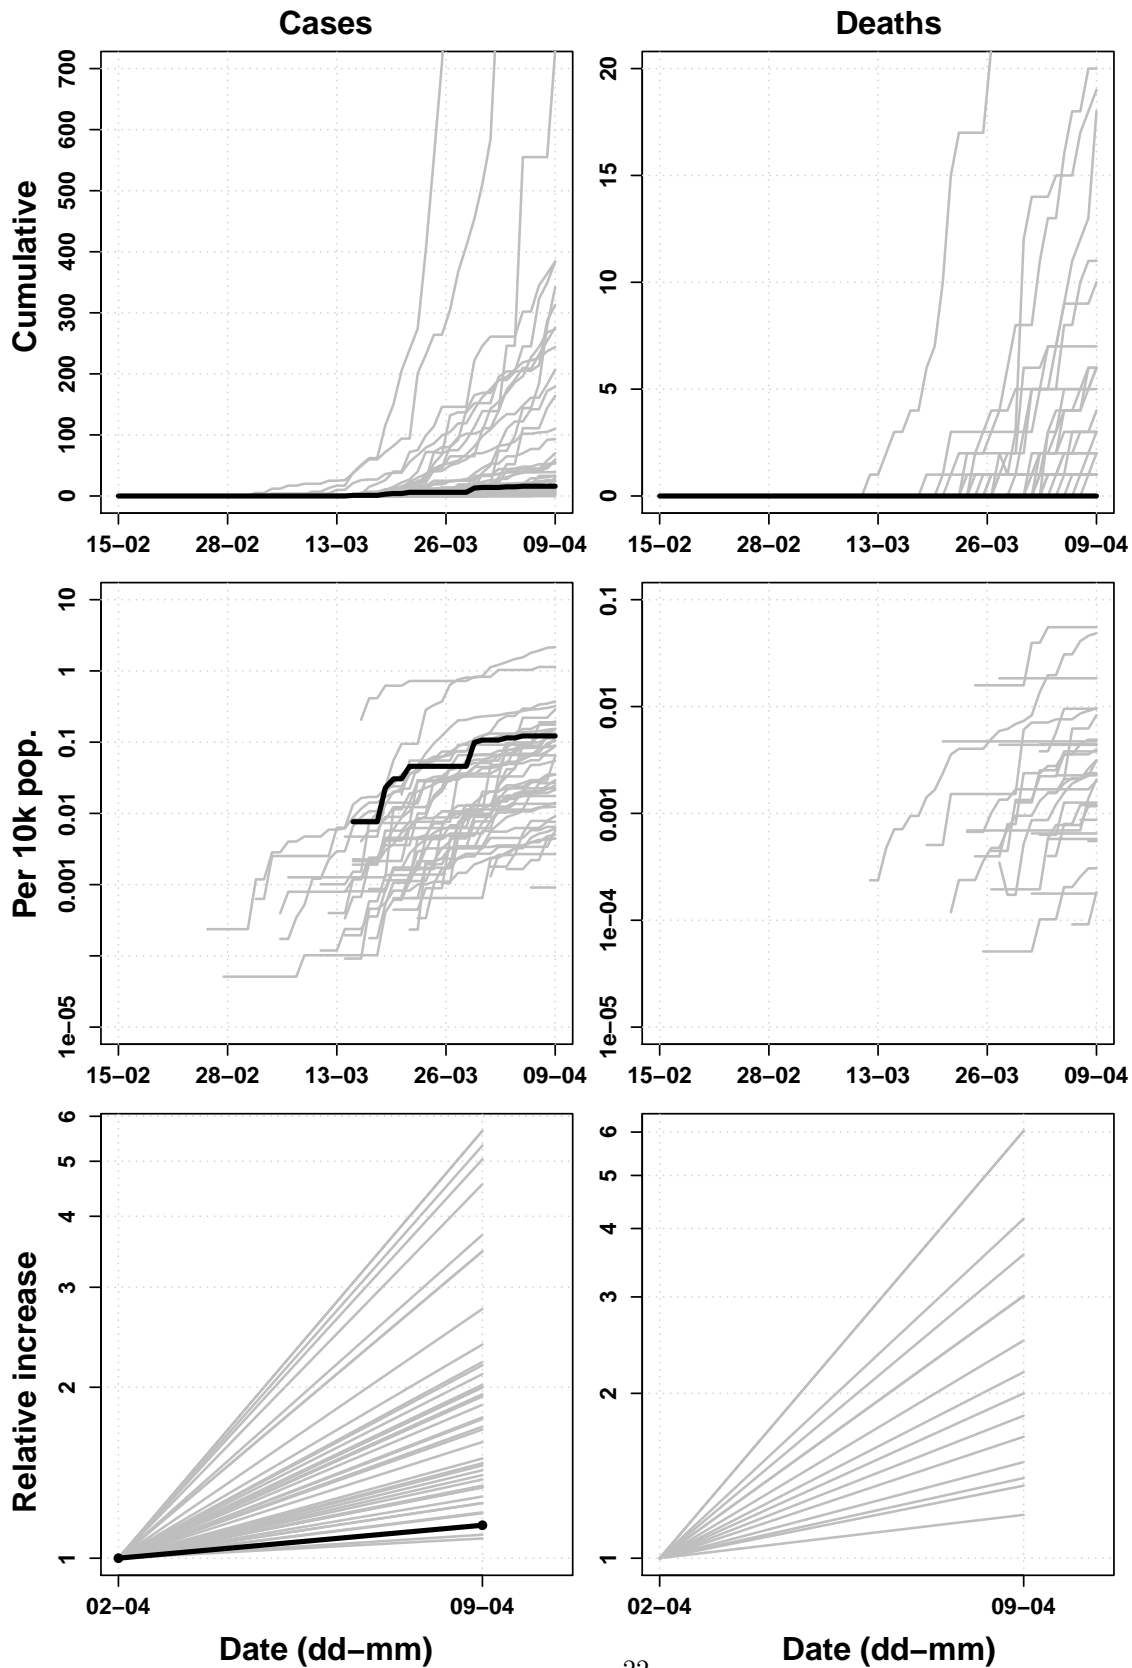 Cases
Deaths
Cumulative
0 100 200 300 400 500 600 700
15−02 28−02 13−03 26−03 09−04
0 5 10 15 20
15−02 28−02 13−03 26−03 09−04
Per 10k pop.
1e−05 0.001 0.01 0.1 1 10
15−02 28−02 13−03 26−03 09−04
1e−05 1e−04 0.001 0.01 0.1
15−02 28−02 13−03 26−03 09−04
Relative increase
1 2 3 4 5 6
02−04 09−04
Date (dd−mm)
1 2 3 4 5 6
02−04 09−04
Date (dd−mm)